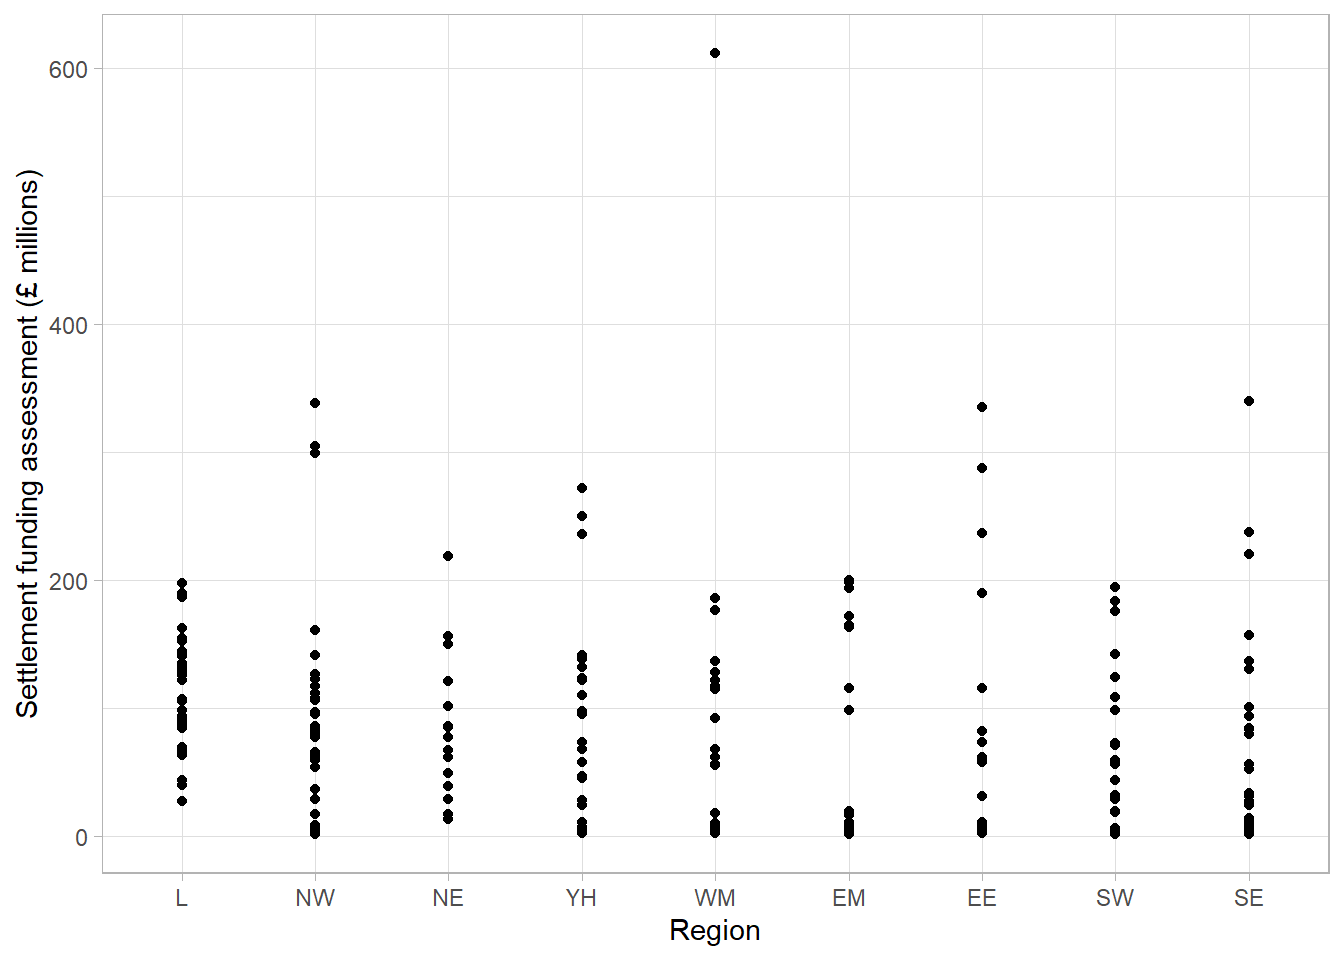 Settlement funding assessment (£ millions)
600
400
200
0
L NW NE YH WM EM EE SW SE
Region